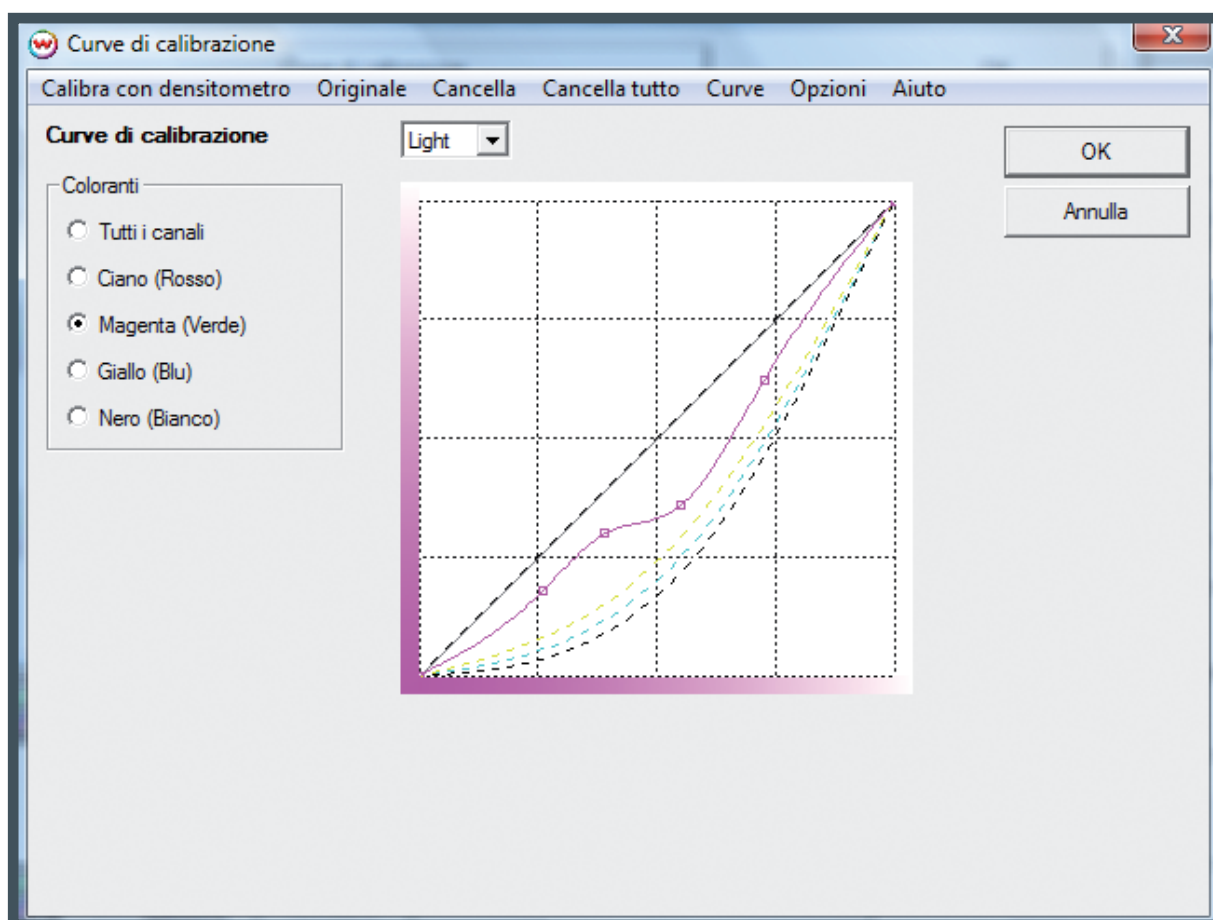 Curve di calibrazione
Calibra con densitometro Originale Cancella Cancella tutto Curve Opzioni Aiuto
Curve di calibrazione
Light
OK
Annulla
Coloranti
Tutti i canali
Ciano (Rosso)
Magenta (Verde)
Giallo (Blu)
Nero (Bianco)